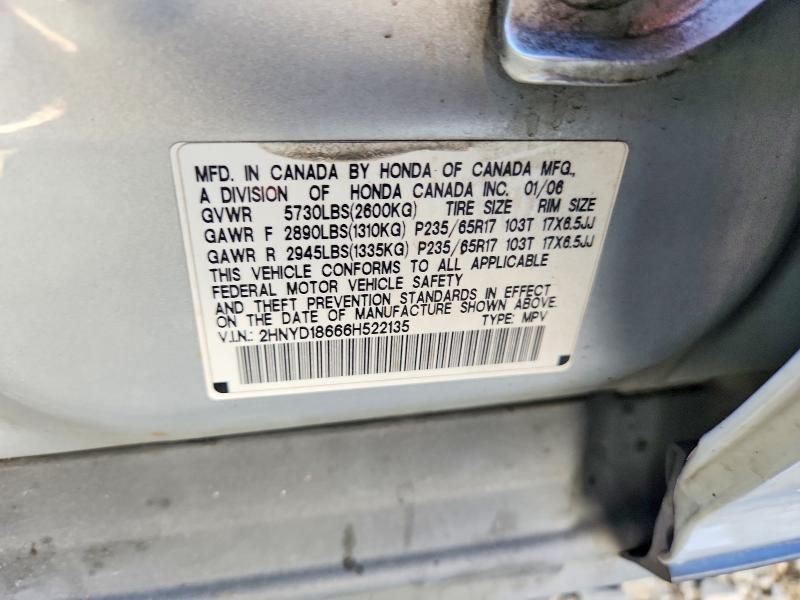 MFD. IN CANADA BY HONDA OF CANADA MFG.,
A DIVISION OF HONDA CANADA INC. 01/06
GVWR 5730LBS(2600KG) TIRE SIZE RIM SIZE
GAWR F 2890LBS(1310KG) P235/65R17 103T 17X6.5JJ
GAWR R 2945LBS(1335KG) P235/65R17 103T 17X6.5JJ
THIS VEHICLE CONFORMS TO ALL APPLICABLE
FEDERAL MOTOR VEHICLE SAFETY
AND THEFT PREVENTION STANDARDS IN EFFECT
ON THE DATE OF MANUFACTURE SHOWN ABOVE.
V.I.N.: 2HNYD18666H522135 TYPE: MPV